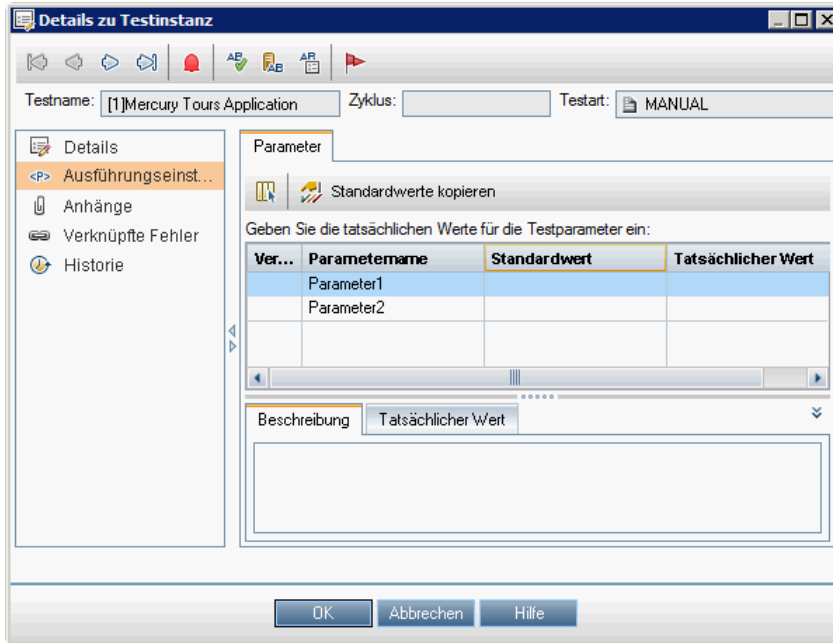 Details zu Testinstanz
Testname: [1]Mercury Tours Application Zyklus: Testart: MANUAL
Details
Ausführungseinst...
Anhänge
Verknüpfte Fehler
Historie
Parameter
Standardwerte kopieren
Geben Sie die tatsächlichen Werte für die Testparameter ein:
Ver... Parametername Standardwert Tatsächlicher Wert
Parameter1
Parameter2
Beschreibung Tatsächlicher Wert
OK Abbrechen Hilfe